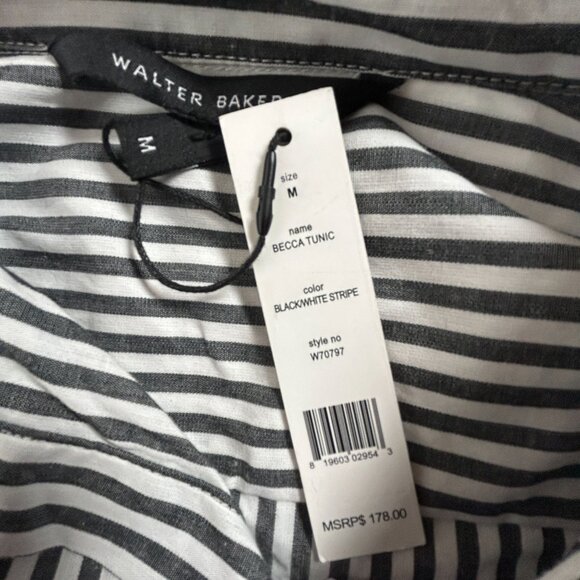 WALTER BAKER
M
size
M
name
BECCA TUNIC
color
BLACK/WHITE STRIPE
style no
W70797
8 19603 02954 3
MSRP$ 178.00